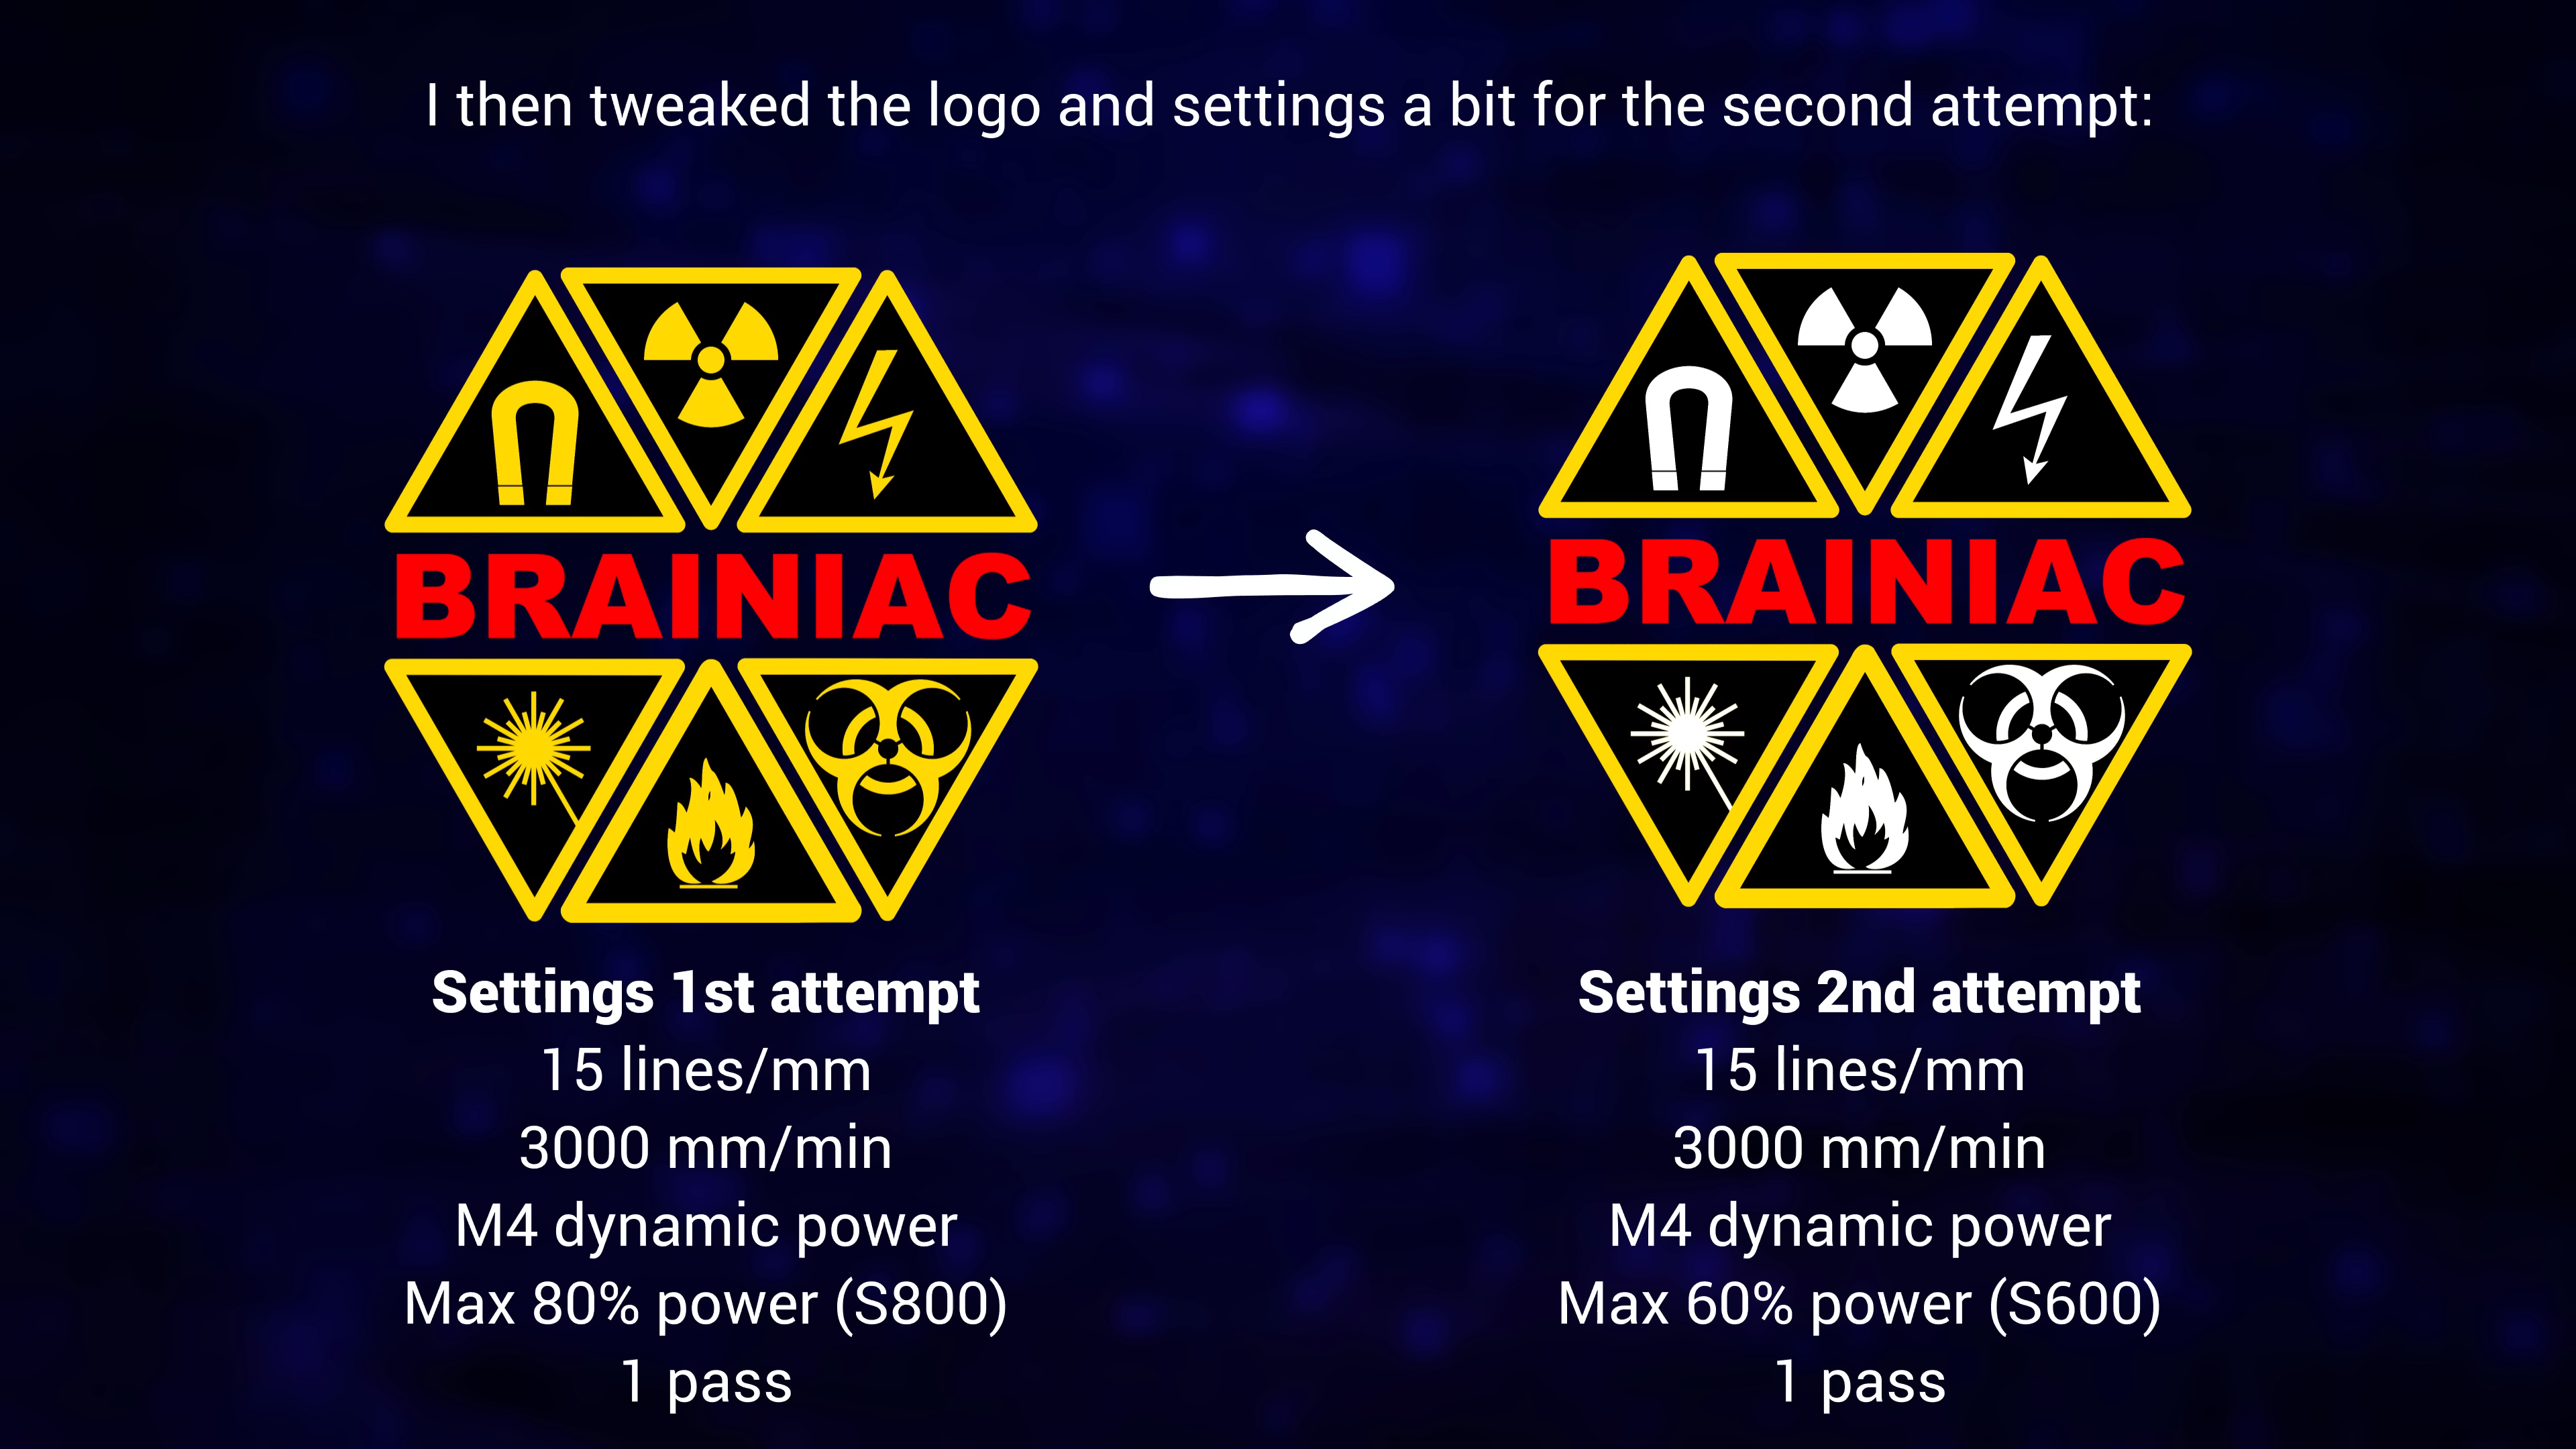 I then tweaked the logo and settings a bit for the second attempt:
BRAINIAC
BRAINIAC
Settings 1st attempt
15 lines/mm
3000 mm/min
M4 dynamic power
Max 80% power (S800)
1 pass
Settings 2nd attempt
15 lines/mm
3000 mm/min
M4 dynamic power
Max 60% power (S600)
1 pass